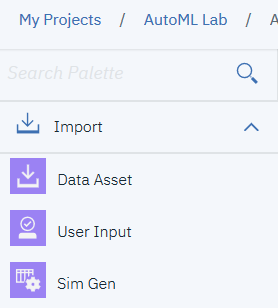 My Projects / AutoML Lab / A
Search Palette
Import
Data Asset
User Input
Sim Gen